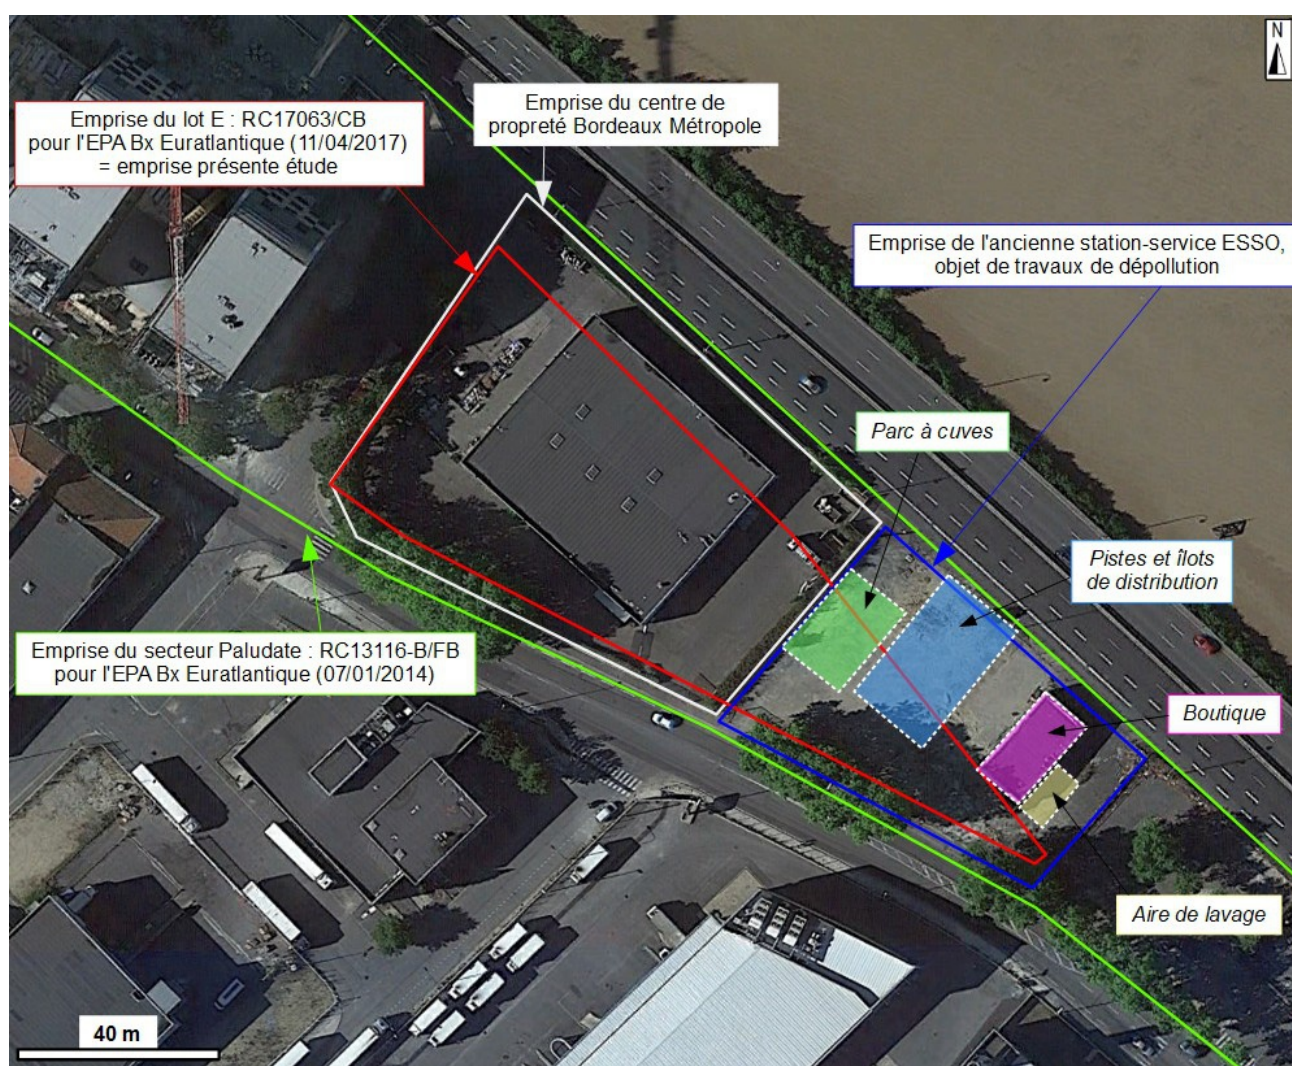 N
Emprise du centre de
propreté Bordeaux Métropole
Emprise du lot E : RC17063/CB
pour l'EPA Bx Euratlantique (11/04/2017)
= emprise présente étude
Emprise de l'ancienne station-service ESSO,
objet de travaux de dépollution
Parc à cuves
Pistes et îlots
de distribution
Emprise du secteur Paludate : RC13116-B/FB
pour l'EPA Bx Euratlantique (07/01/2014)
Boutique
Aire de lavage
40 m